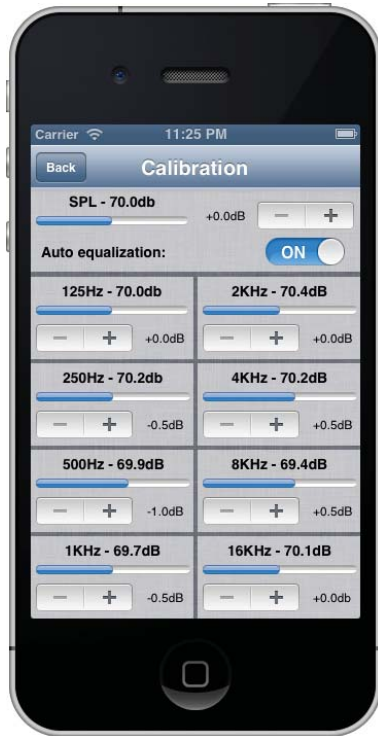 Carrier 11:25 PM
Back Calibration
SPL - 70.0db
+0.0dB − +
Auto equalization: ON
125Hz - 70.0db 2KHz - 70.4dB
− + +0.0dB − + +0.0dB
250Hz - 70.2db 4KHz - 70.2dB
− + -0.5dB − + +0.5dB
500Hz - 69.9dB 8KHz - 69.4dB
− + -1.0dB − + +0.5dB
1KHz - 69.7dB 16KHz - 70.1dB
− + -0.5dB − + +0.0db